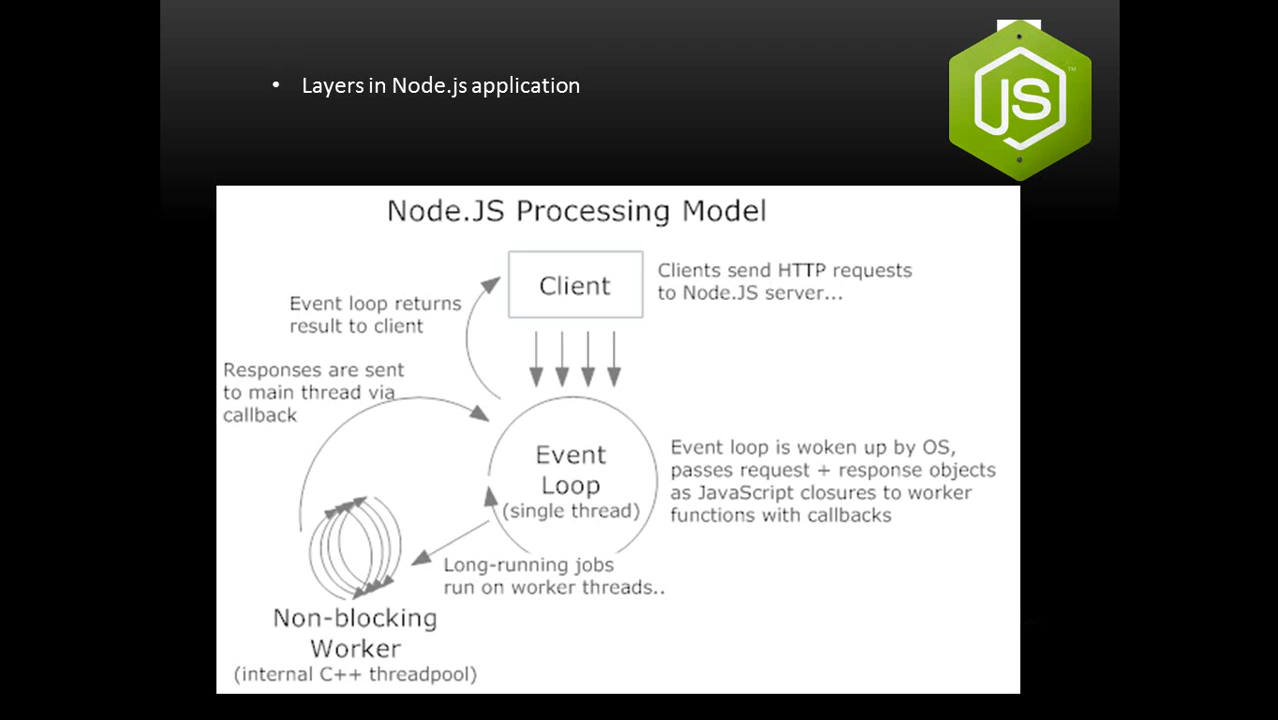 • Layers in Node.js application
JS
™
Node.JS Processing Model
Client
Clients send HTTP requests
to Node.JS server...
Event loop returns
result to client
Responses are sent
to main thread via
callback
Event
Loop
(single thread)
Event loop is woken up by OS,
passes request + response objects
as JavaScript closures to worker
functions with callbacks
Long-running jobs
run on worker threads..
Non-blocking
Worker
(internal C++ threadpool)